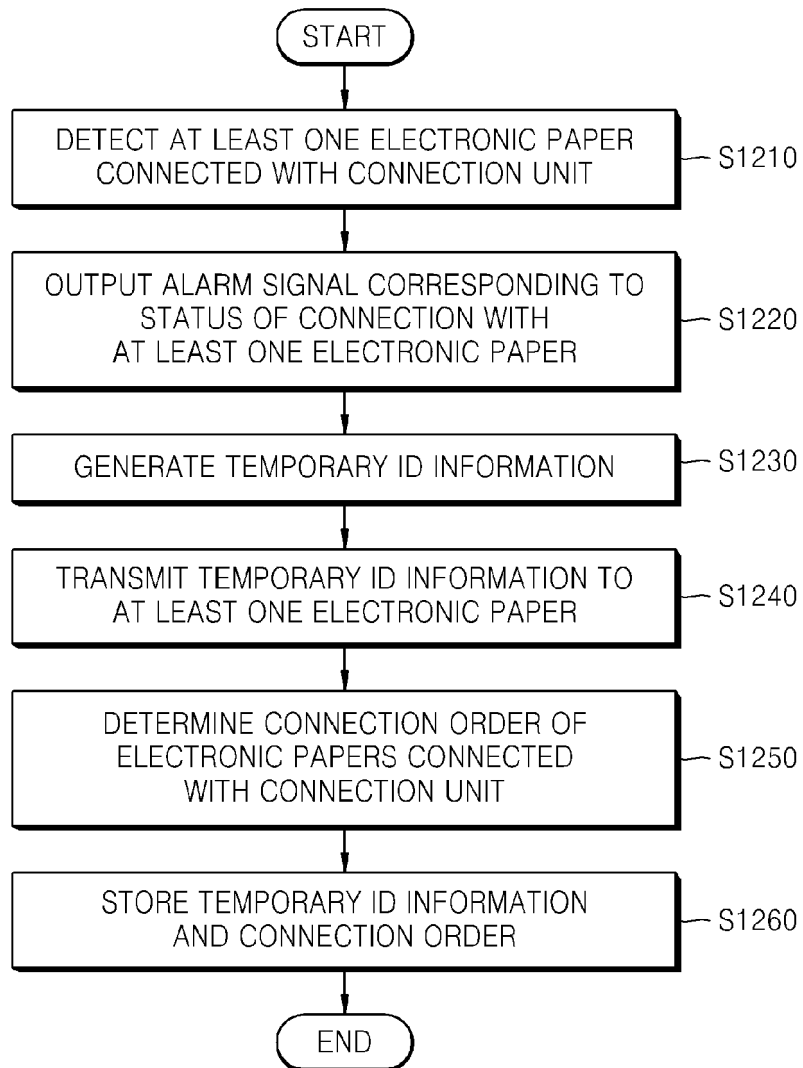 START
DETECT AT LEAST ONE ELECTRONIC PAPER
CONNECTED WITH CONNECTION UNIT
S1210
OUTPUT ALARM SIGNAL CORRESPONDING TO
STATUS OF CONNECTION WITH
AT LEAST ONE ELECTRONIC PAPER
S1220
GENERATE TEMPORARY ID INFORMATION
S1230
TRANSMIT TEMPORARY ID INFORMATION TO
AT LEAST ONE ELECTRONIC PAPER
S1240
DETERMINE CONNECTION ORDER OF
ELECTRONIC PAPERS CONNECTED
WITH CONNECTION UNIT
S1250
STORE TEMPORARY ID INFORMATION
AND CONNECTION ORDER
S1260
END